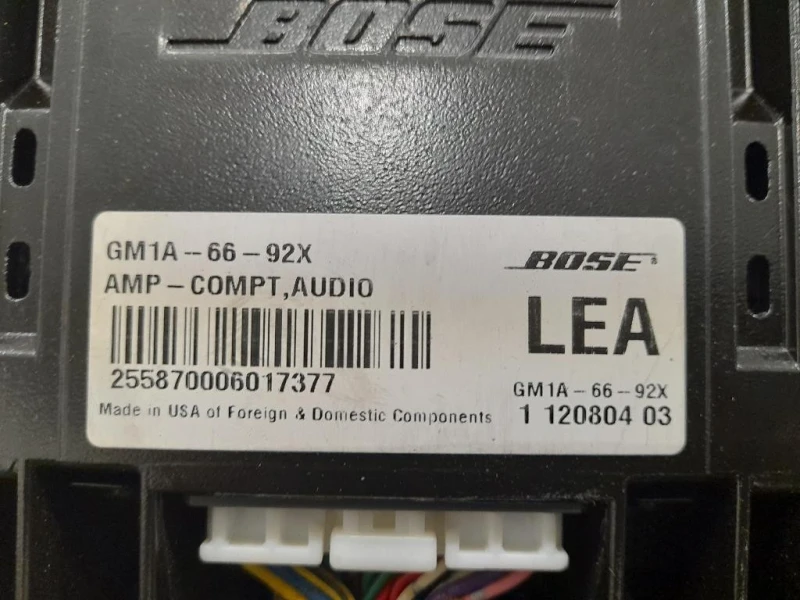 BOSE
GM1A-66-92X
BOSE®
AMP-COMPT,AUDIO
LEA
255870006017377
GM1A-66-92X
Made in USA of Foreign & Domestic Components
1 120804 03